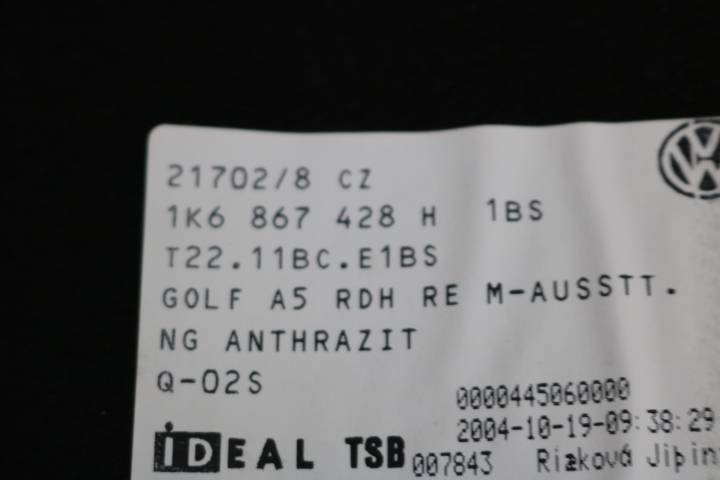 21702/8 CZ
1K6 867 428 H 1BS
T22.11BC.E1BS
GOLF A5 RDH RE M-AUSSTT.
NG ANTHRAZIT
Q-02S
0000445060000
2004-10-19-09:38:29
IDEAL TSB 007843